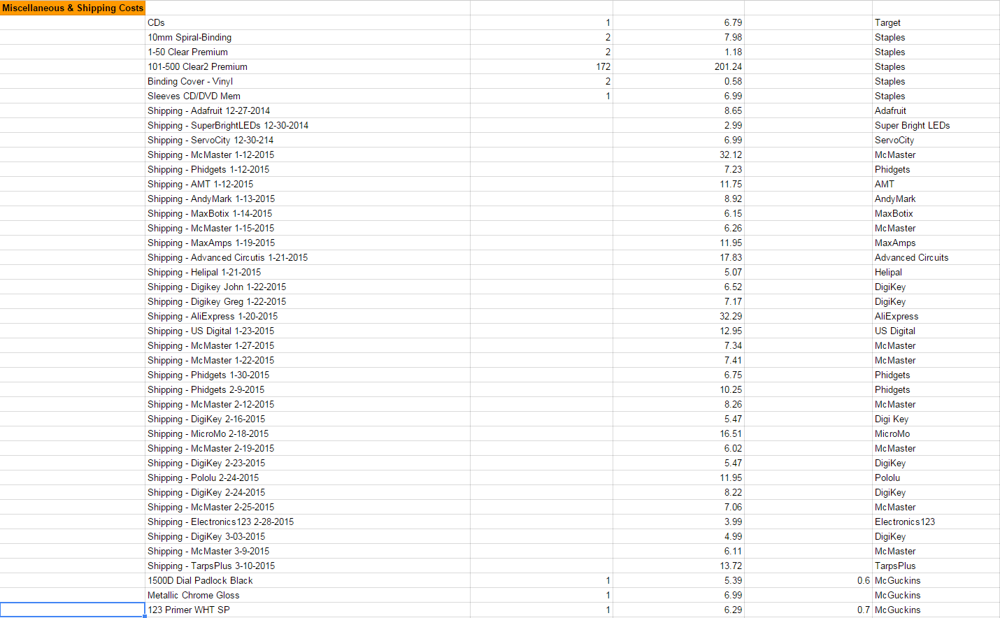 Miscellaneous & Shipping Costs
CDs 1 6.79 Target
10mm Spiral-Binding 2 7.98 Staples
1-50 Clear Premium 2 1.18 Staples
101-500 Clear2 Premium 172 201.24 Staples
Binding Cover - Vinyl 2 0.58 Staples
Sleeves CD/DVD Mem 1 6.99 Staples
Shipping - Adafruit 12-27-2014 8.65 Adafruit
Shipping - SuperBrightLEDs 12-30-2014 2.99 Super Bright LEDs
Shipping - ServoCity 12-30-214 6.99 ServoCity
Shipping - McMaster 1-12-2015 32.12 McMaster
Shipping - Phidgets 1-12-2015 7.23 Phidgets
Shipping - AMT 1-12-2015 11.75 AMT
Shipping - AndyMark 1-13-2015 8.92 AndyMark
Shipping - MaxBotix 1-14-2015 6.15 MaxBotix
Shipping - McMaster 1-15-2015 6.26 McMaster
Shipping - MaxAmps 1-19-2015 11.95 MaxAmps
Shipping - Advanced Circutis 1-21-2015 17.83 Advanced Circuits
Shipping - Helipal 1-21-2015 5.07 Helipal
Shipping - Digikey John 1-22-2015 6.52 DigiKey
Shipping - Digikey Greg 1-22-2015 7.17 DigiKey
Shipping - AliExpress 1-20-2015 32.29 AliExpress
Shipping - US Digital 1-23-2015 12.95 US Digital
Shipping - McMaster 1-27-2015 7.34 McMaster
Shipping - McMaster 1-22-2015 7.41 McMaster
Shipping - Phidgets 1-30-2015 6.75 Phidgets
Shipping - Phidgets 2-9-2015 10.25 Phidgets
Shipping - McMaster 2-12-2015 8.26 McMaster
Shipping - DigiKey 2-16-2015 5.47 Digi Key
Shipping - MicroMo 2-18-2015 16.51 MicroMo
Shipping - McMaster 2-19-2015 6.02 McMaster
Shipping - DigiKey 2-23-2015 5.47 DigiKey
Shipping - Pololu 2-24-2015 11.95 Pololu
Shipping - DigiKey 2-24-2015 8.22 DigiKey
Shipping - McMaster 2-25-2015 7.06 McMaster
Shipping - Electronics123 2-28-2015 3.99 Electronics123
Shipping - DigiKey 3-03-2015 4.99 DigiKey
Shipping - McMaster 3-9-2015 6.11 McMaster
Shipping - TarpsPlus 3-10-2015 13.72 TarpsPlus
1500D Dial Padlock Black 1 5.39 0.6 McGuckins
Metallic Chrome Gloss 1 6.99 McGuckins
123 Primer WHT SP 1 6.29 0.7 McGuckins